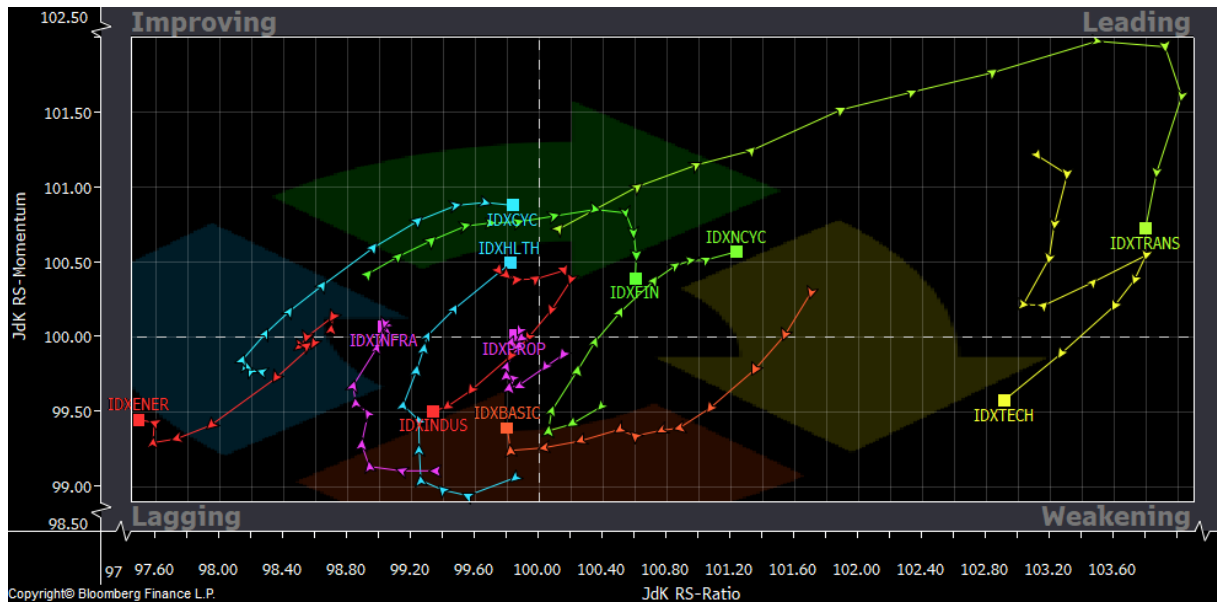 102.50
Improving
Leading
101.50
101.00
100.50
100.00
99.50
99.00
98.50
JdK RS-Momentum
IDXCYC
IDXHLTH
IDXNCYC
IDXTRANS
IDXFIN
IDXINFRA
IDXPROP
IDXENER
IDXINDUS
IDXBASIC
IDXTECH
Lagging
Weakening
97 97.60 98.00 98.40 98.80 99.20 99.60 100.00 100.40 100.80 101.20 101.60 102.00 102.40 102.80 103.20 103.60
Copyright© Bloomberg Finance L.P.
JdK RS-Ratio